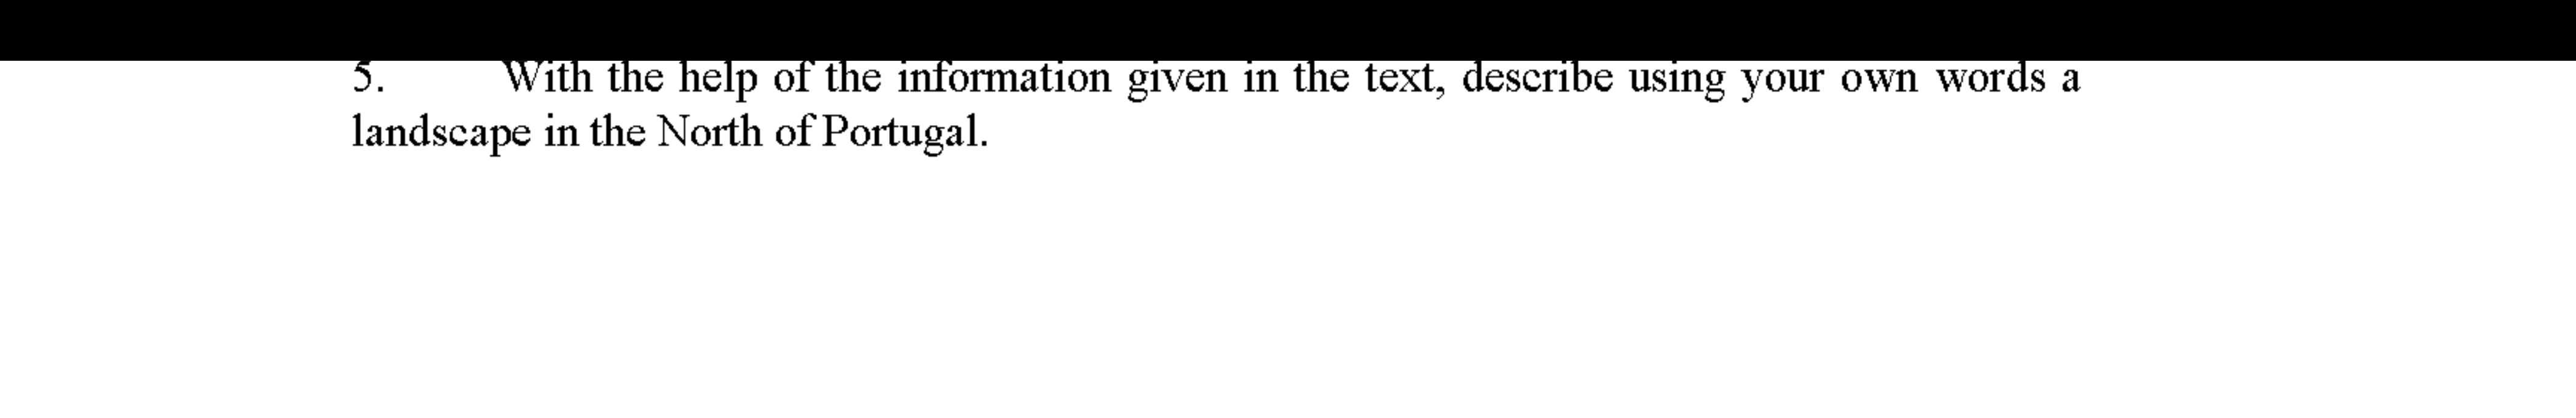 5. With the help of the information given in the text, describe using your own words a
landscape in the North of Portugal.